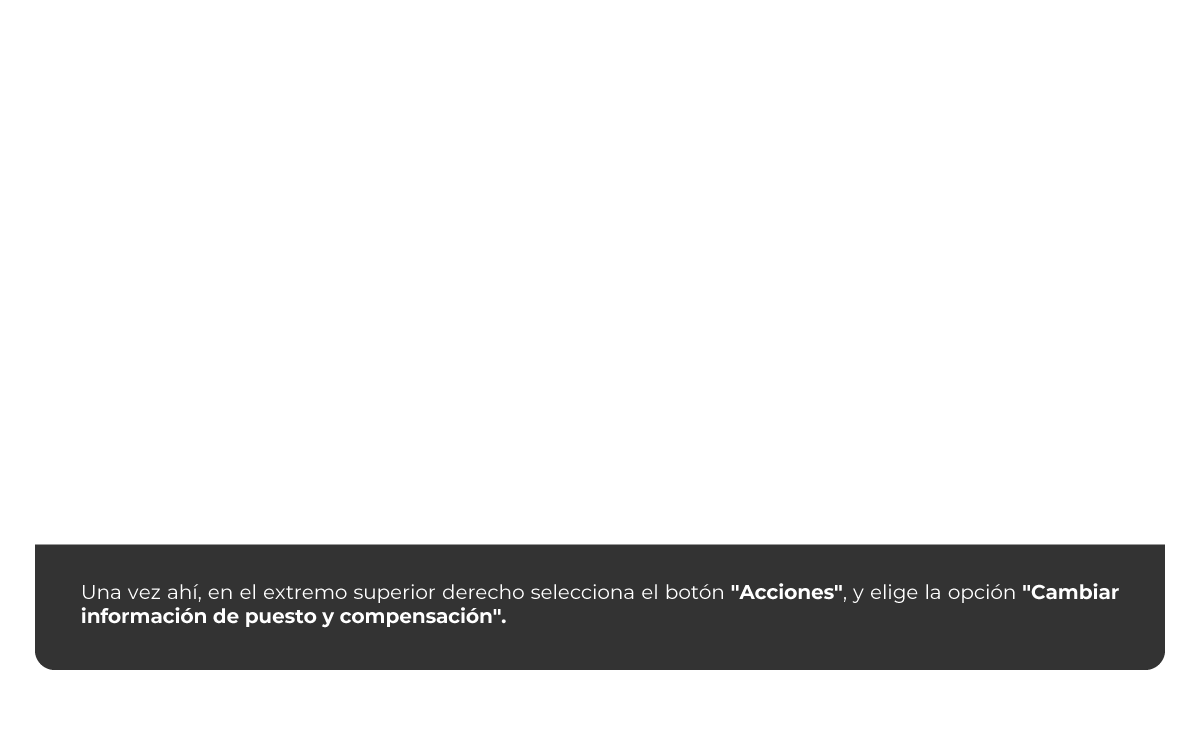 Una vez ahí, en el extremo superior derecho selecciona el botón "Acciones", y elige la opción "Cambiar
información de puesto y compensación".